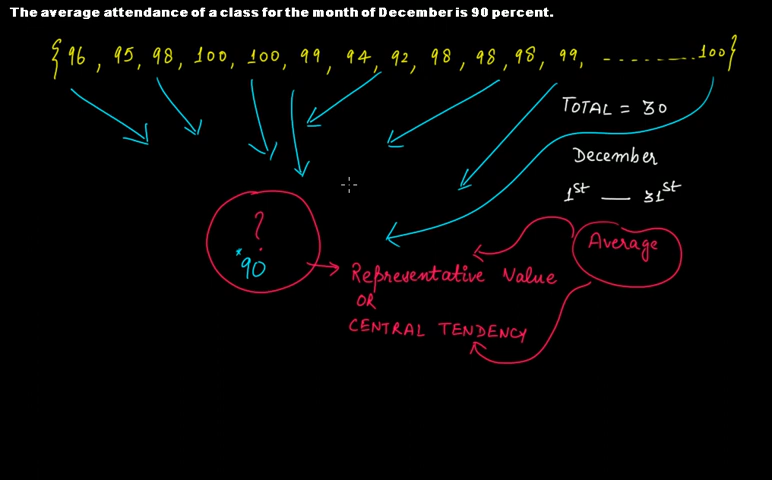 The average attendance of a class for the month of December is 90 percent.
{96, 95, 98, 100, 100, 99, 94, 92, 98, 98, 98, 99, ...........100}
TOTAL = 30
December
1st — 31st
?
Average
*90
Representative Value
OR
CENTRAL TENDENCY